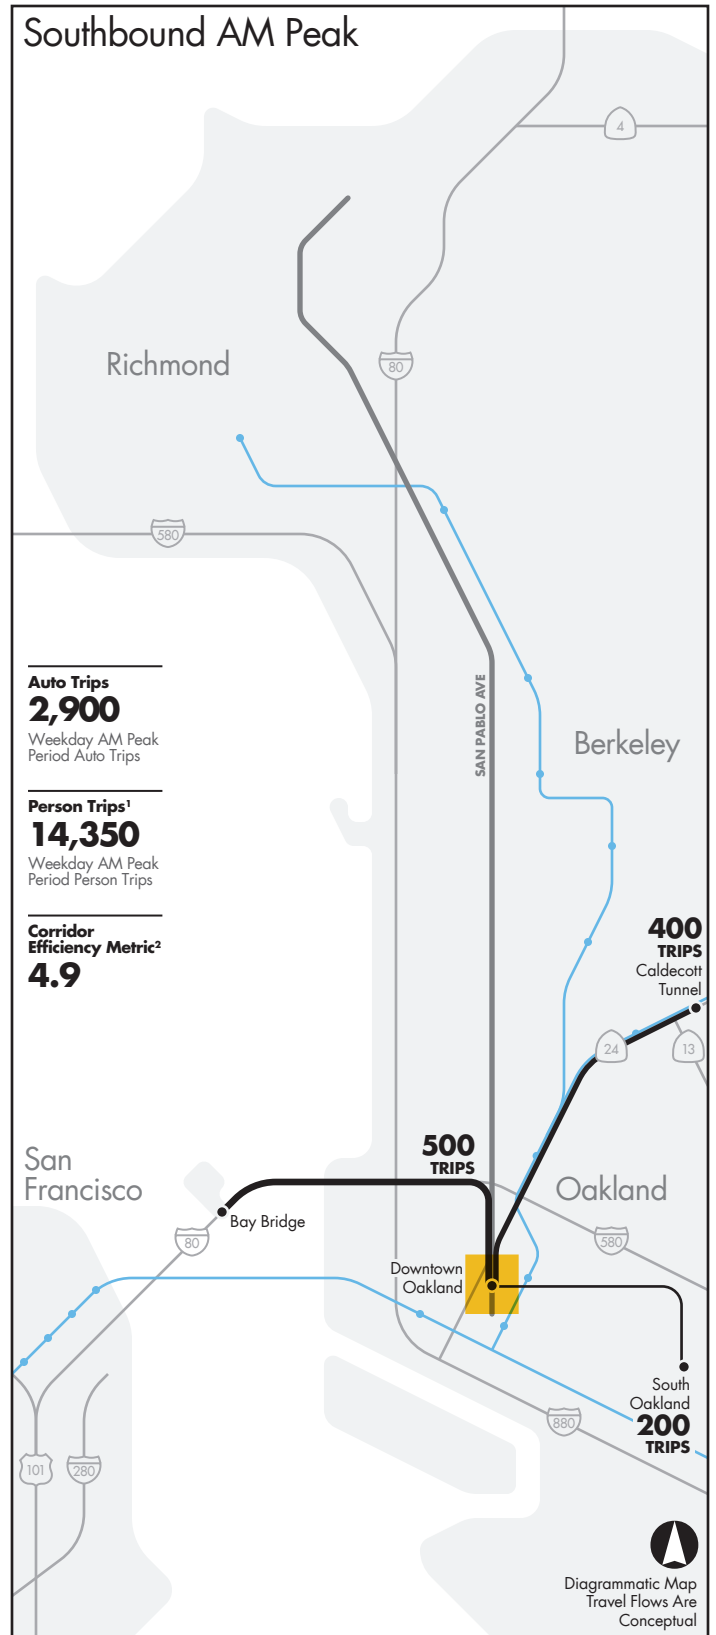 Southbound AM Peak
4
Richmond
80
580
Auto Trips
2,900
Weekday AM Peak
Period Auto Trips
SAN PABLO AVE
Berkeley
Person Trips¹
14,350
Weekday AM Peak
Period Person Trips
Corridor
Efficiency Metric²
4.9
400
TRIPS
Caldecott
Tunnel
24
13
500
TRIPS
San
Francisco
Oakland
Bay Bridge
80
580
Downtown
Oakland
South
Oakland
200
TRIPS
880
101
280
Diagrammatic Map
Travel Flows Are
Conceptual